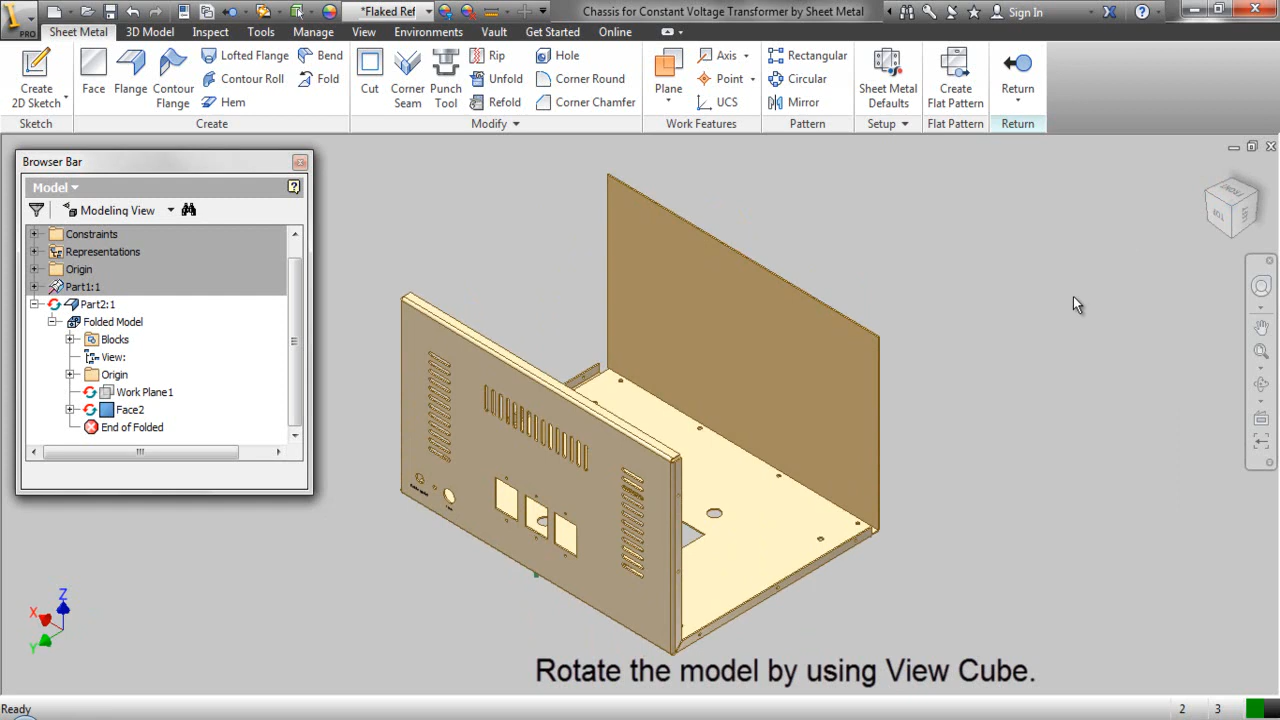 *Flaked Ref
Chassis for Constant Voltage Transformer by Sheet Metal
Sign In
PRO
Sheet Metal
3D Model
Inspect
Tools
Manage
View
Environments
Vault
Get Started
Online
Create
2D Sketch
Face
Flange
Contour
Flange
Lofted Flange
Contour Roll
Hem
Bend
Fold
Cut
Corner
Seam
Punch
Tool
Rip
Unfold
Refold
Hole
Corner Round
Corner Chamfer
Plane
Axis
Point
UCS
Rectangular
Circular
Mirror
Sheet Metal
Defaults
Create
Flat Pattern
Return
Sketch
Create
Modify
Work Features
Pattern
Setup
Flat Pattern
Return
Browser Bar
Model
Modeling View
Constraints
Representations
Origin
Part1:1
Part2:1
Folded Model
Blocks
View:
Origin
Work Plane1
Face2
End of Folded
FRONT
TOP
Z
X
Y
Rotate the model by using View Cube.
Ready
2
3